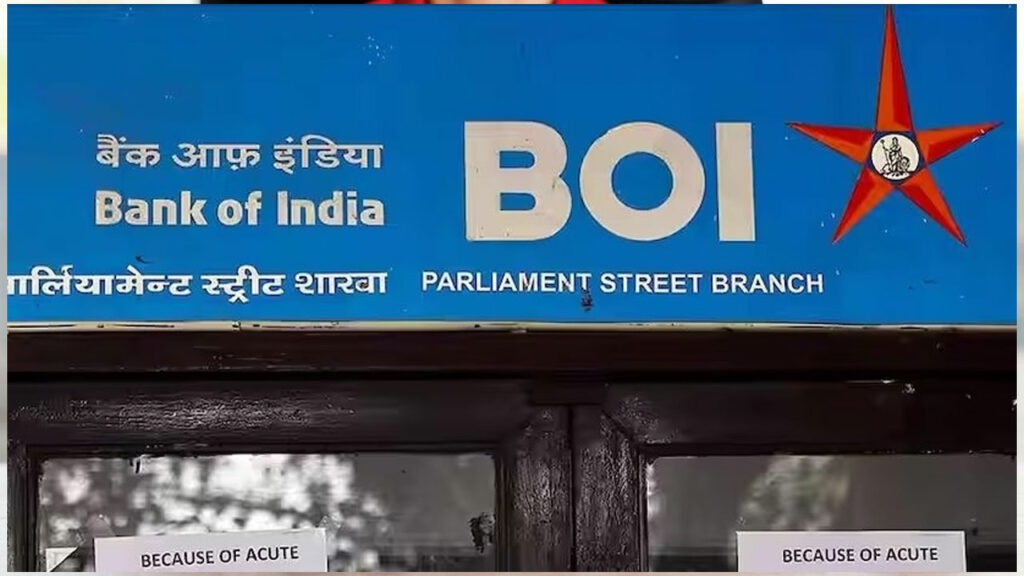 बैंक आफ़ इंडिया
Bank of India
BOI
पार्लियामेन्ट स्ट्रीट शाखा
PARLIAMENT STREET BRANCH
BECAUSE OF ACUTE
BECAUSE OF ACUTE